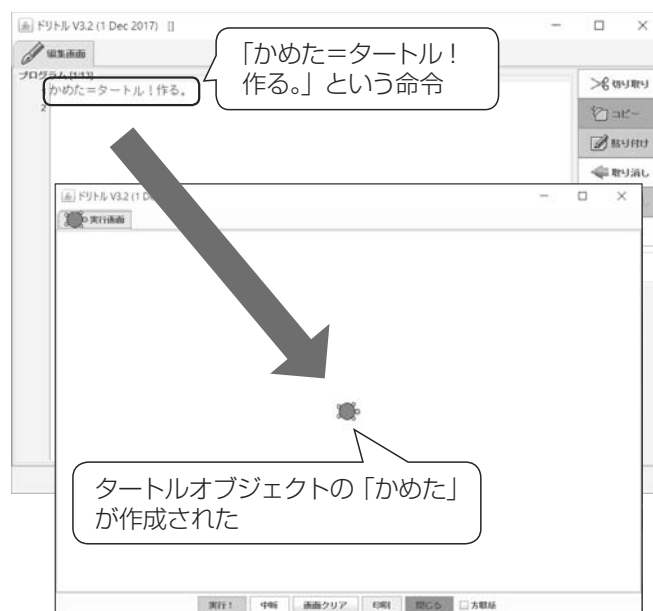 ドリトル V3.2 (1 Dec 2017) []
編集画面
「かめた=タートル!
作る。」という命令
プログラム [1:13]
かめた=タートル!作る。
2
切り取り
コピー
貼り付け
取り消し
ドリトル V3.2 (1 De
実行画面
タートルオブジェクトの「かめた」
が作成された
実行! 中断 画面クリア 印刷 閉じる 方眼紙